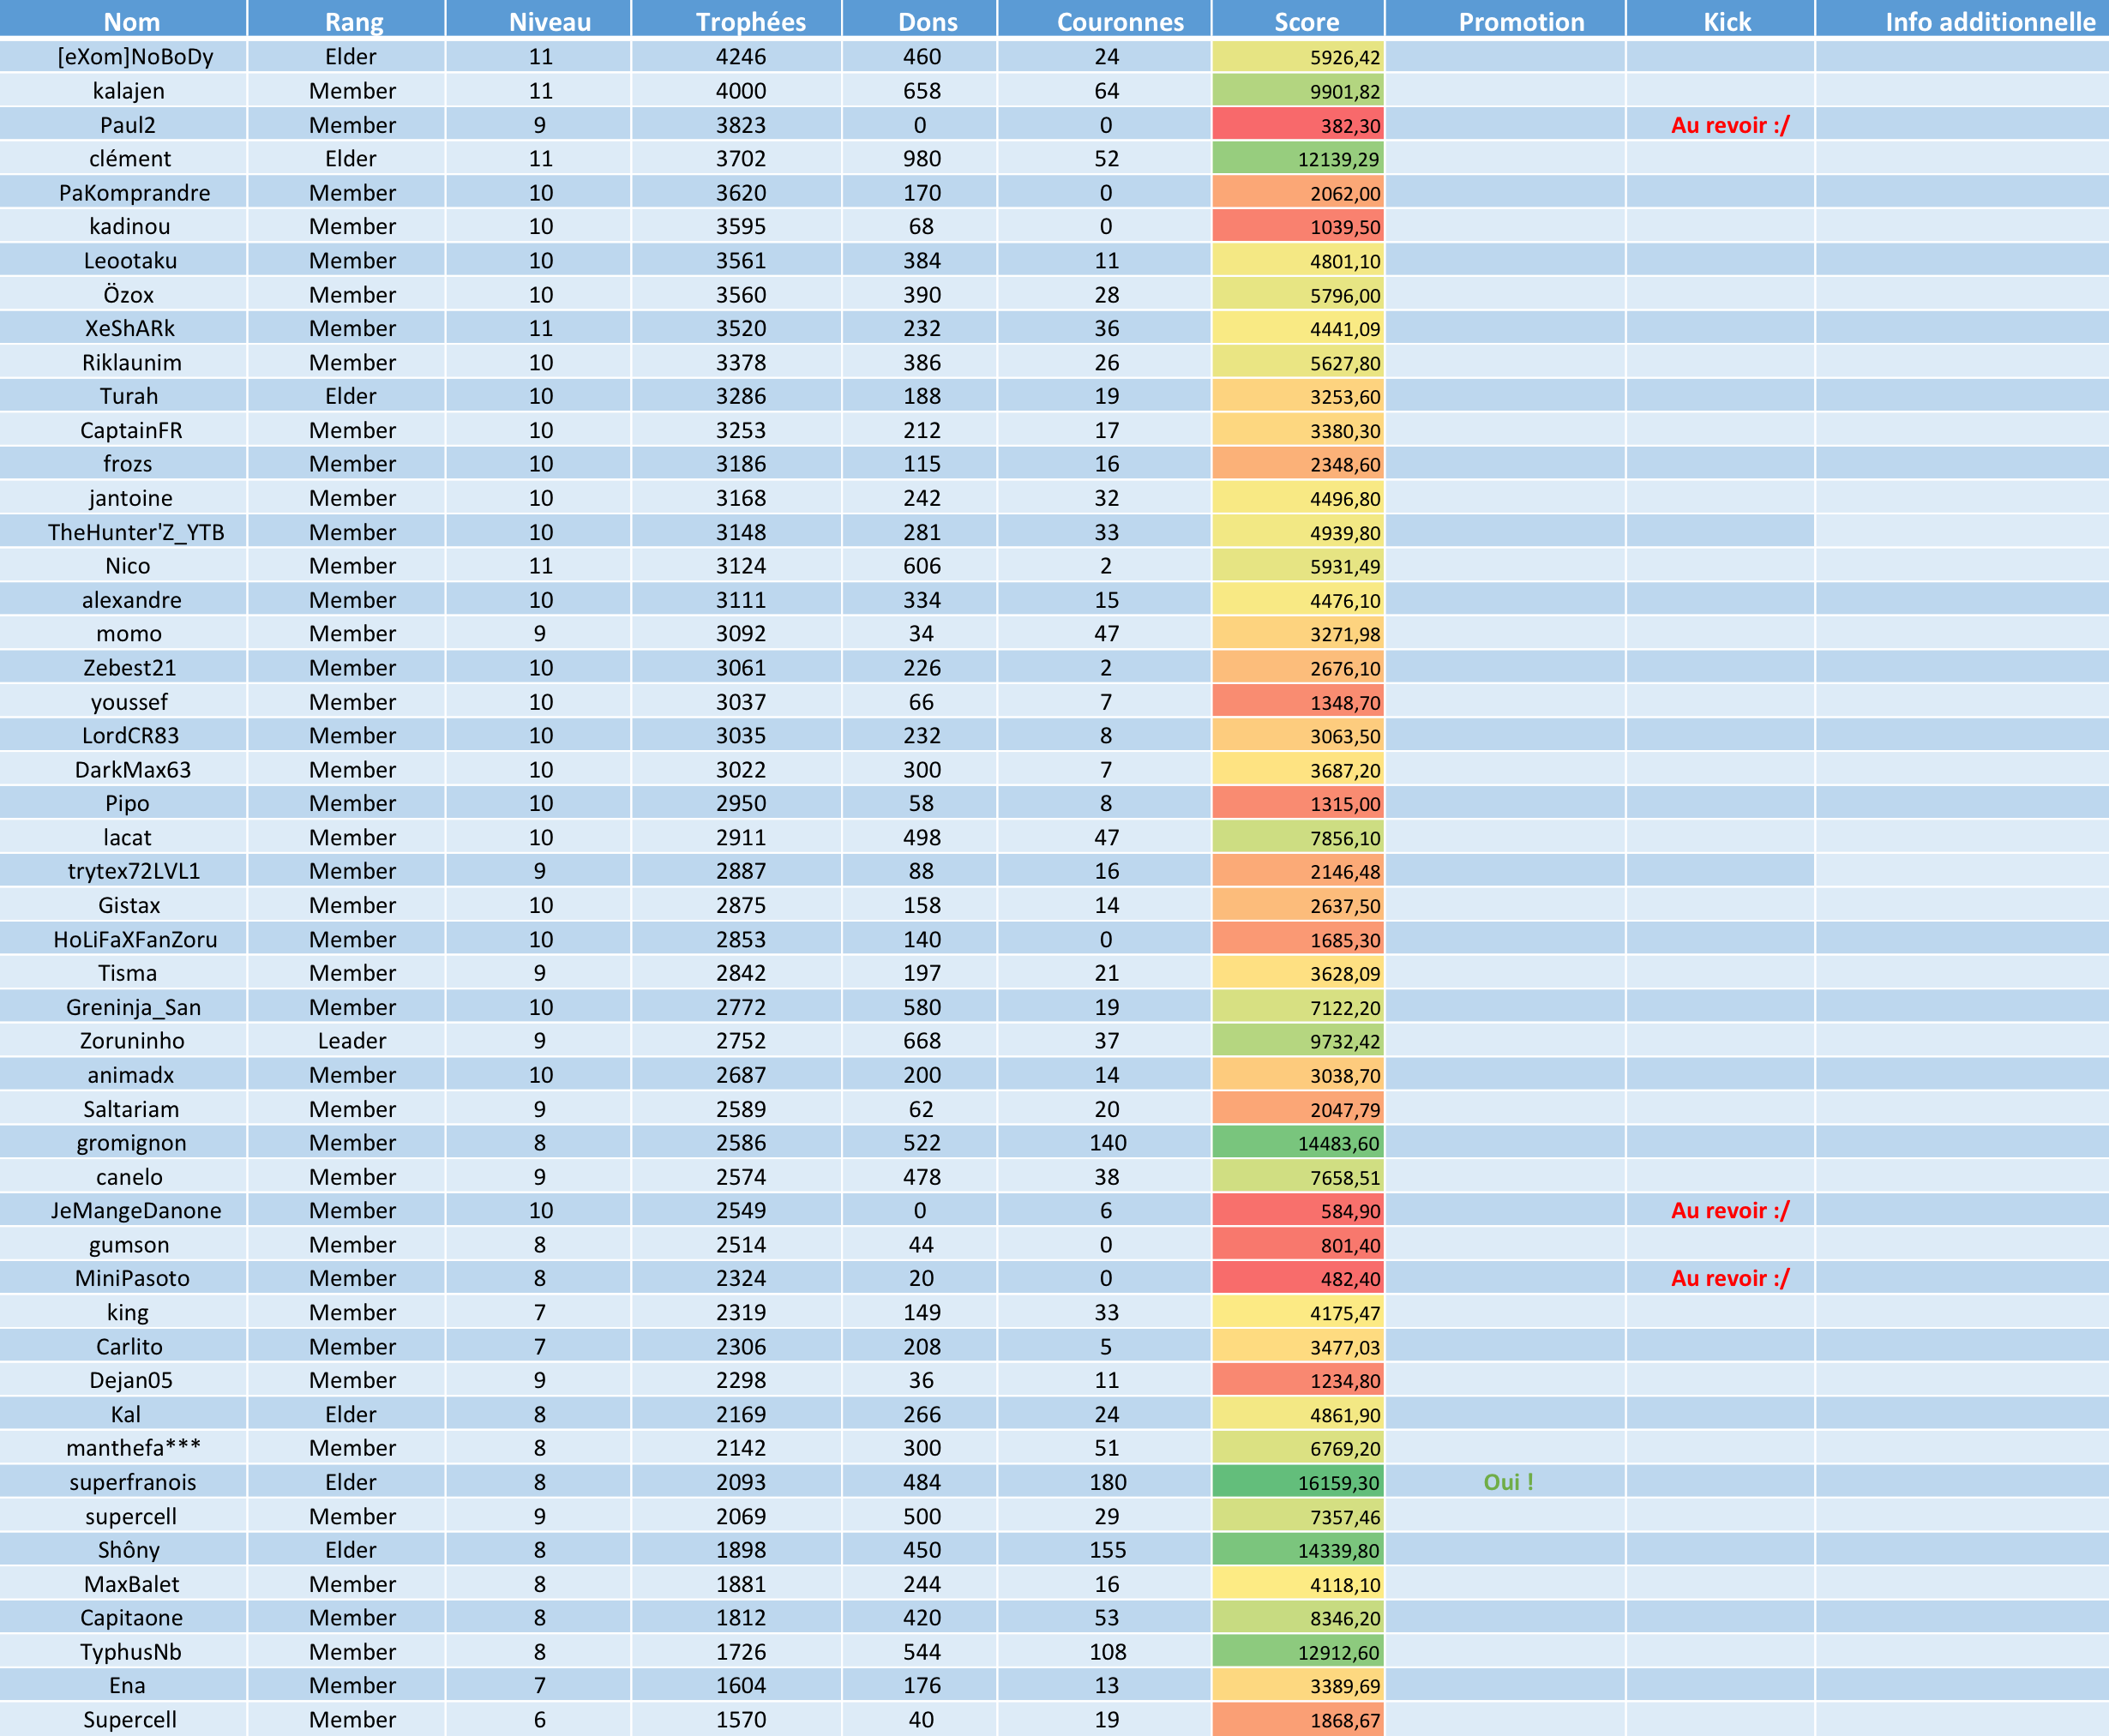 Nom Rang Niveau Trophées Dons Couronnes Score Promotion Kick Info additionnelle
[eXom]NoBoDy Elder 11 4246 460 24 5926,42
kalajen Member 11 4000 658 64 9901,82
Paul2 Member 9 3823 0 0 382,30 Au revoir :/
clément Elder 11 3702 980 52 12139,29
PaKomprandre Member 10 3620 170 0 2062,00
kadinou Member 10 3595 68 0 1039,50
Leootaku Member 10 3561 384 11 4801,10
Özox Member 10 3560 390 28 5796,00
XeShARk Member 11 3520 232 36 4441,09
Riklaunim Member 10 3378 386 26 5627,80
Turah Elder 10 3286 188 19 3253,60
CaptainFR Member 10 3253 212 17 3380,30
frozs Member 10 3186 115 16 2348,60
jantoine Member 10 3168 242 32 4496,80
TheHunter'Z_YTB Member 10 3148 281 33 4939,80
Nico Member 11 3124 606 2 5931,49
alexandre Member 10 3111 334 15 4476,10
momo Member 9 3092 34 47 3271,98
Zebest21 Member 10 3061 226 2 2676,10
youssef Member 10 3037 66 7 1348,70
LordCR83 Member 10 3035 232 8 3063,50
DarkMax63 Member 10 3022 300 7 3687,20
Pipo Member 10 2950 58 8 1315,00
lacat Member 10 2911 498 47 7856,10
trytex72LVL1 Member 9 2887 88 16 2146,48
Gistax Member 10 2875 158 14 2637,50
HoLiFaXFanZoru Member 10 2853 140 0 1685,30
Tisma Member 9 2842 197 21 3628,09
Greninja_San Member 10 2772 580 19 7122,20
Zoruninho Leader 9 2752 668 37 9732,42
animadx Member 10 2687 200 14 3038,70
Saltariam Member 9 2589 62 20 2047,79
gromignon Member 8 2586 522 140 14483,60
canelo Member 9 2574 478 38 7658,51
JeMangeDanone Member 10 2549 0 6 584,90 Au revoir :/
gumson Member 8 2514 44 0 801,40
MiniPasoto Member 8 2324 20 0 482,40 Au revoir :/
king Member 7 2319 149 33 4175,47
Carlito Member 7 2306 208 5 3477,03
Dejan05 Member 9 2298 36 11 1234,80
Kal Elder 8 2169 266 24 4861,90
manthefa*** Member 8 2142 300 51 6769,20
superfranois Elder 8 2093 484 180 16159,30 Oui !
supercell Member 9 2069 500 29 7357,46
Shôny Elder 8 1898 450 155 14339,80
MaxBalet Member 8 1881 244 16 4118,10
Capitaone Member 8 1812 420 53 8346,20
TyphusNb Member 8 1726 544 108 12912,60
Ena Member 7 1604 176 13 3389,69
Supercell Member 6 1570 40 19 1868,67